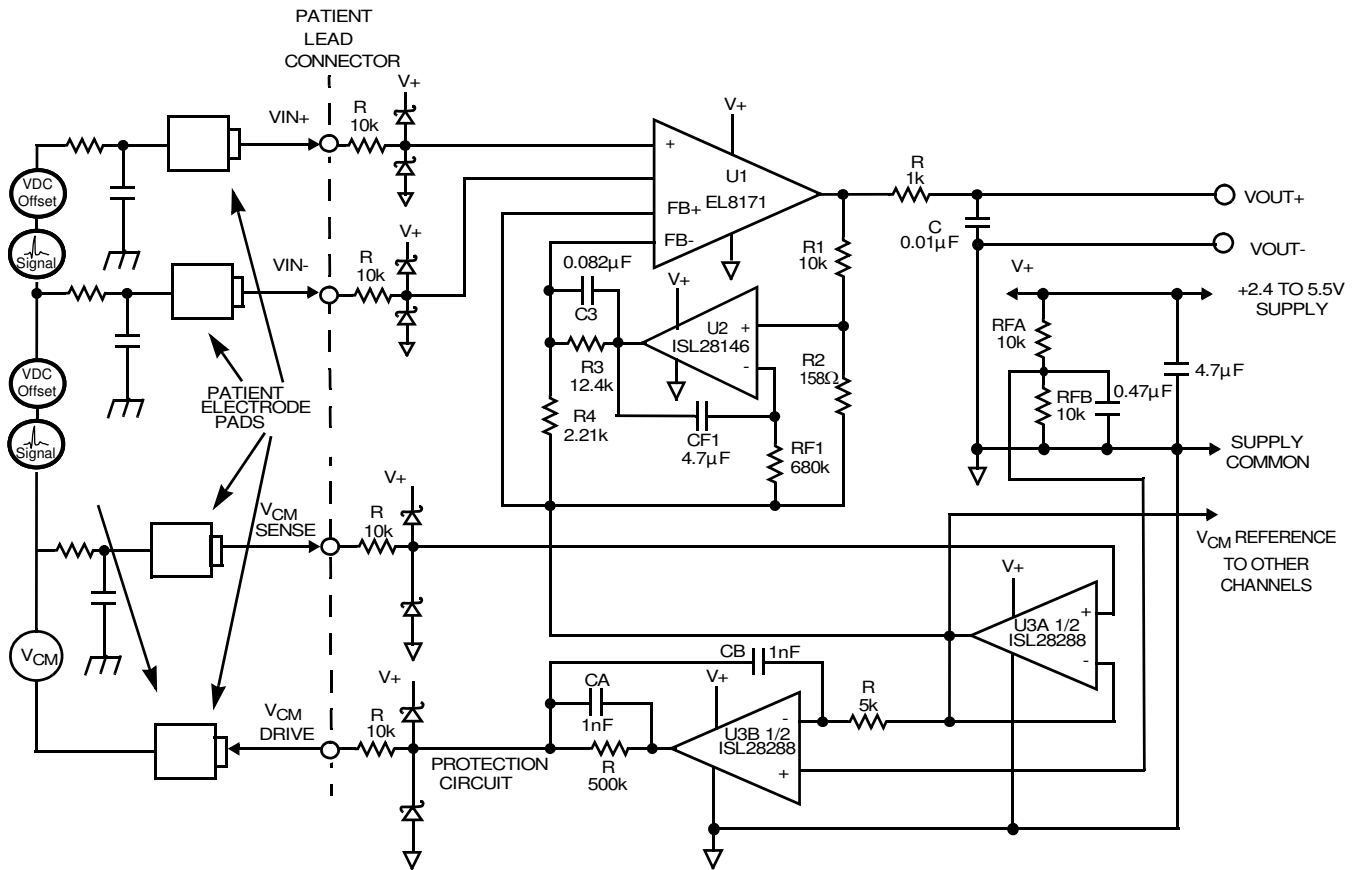 PATIENT
LEAD
CONNECTOR
V+
VIN+
R
10k
VDC
Offset
Signal
+
U1
EL8171
FB+
FB-
V+
R
1k
C
0.01µF
VOUT+
VOUT-
V+
VIN-
R
10k
0.082µF
C3
R1
10k
V+
+2.4 TO 5.5V
SUPPLY
RFA
10k
RFB
10k
0.47µF
4.7µF
SUPPLY
COMMON
VDC
Offset
Signal
PATIENT
ELECTRODE
PADS
V+
U2
ISL28146
+
-
R3
12.4k
R4
2.21k
CF1
4.7µF
R2
158Ω
RF1
680k
VCM
SENSE
V+
R
10k
VCM REFERENCE
TO OTHER
CHANNELS
V+
U3A 1/2
ISL28288
+
-
VCM
VCM
DRIVE
V+
R
10k
PROTECTION
CIRCUIT
CB
1nF
CA
1nF
R
500k
V+
U3B 1/2
ISL28288
-
+
R
5k